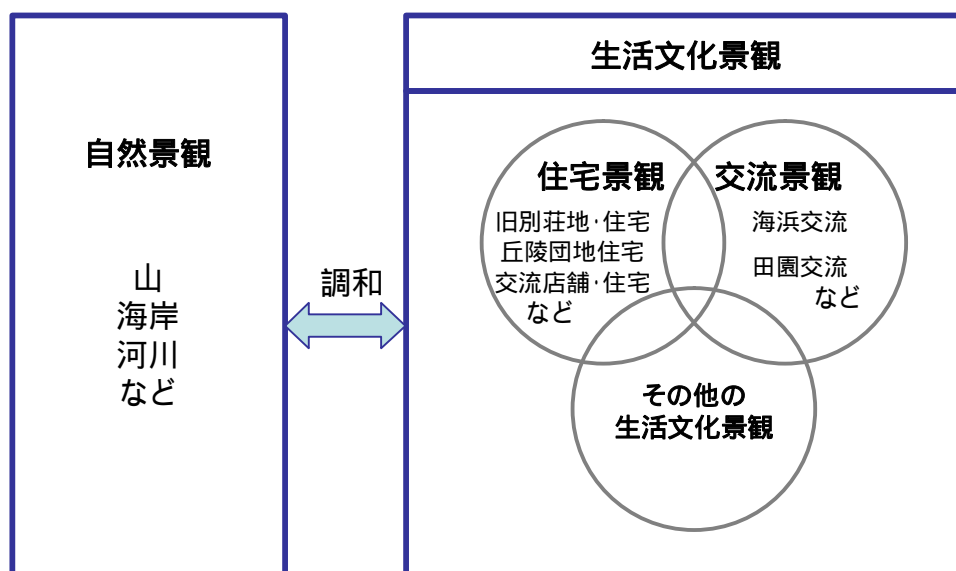 自然景観
山
海岸
河川
など
調和
生活文化景観
住宅景観
旧別荘地・住宅
丘陵団地住宅
交流店舗・住宅
など
交流景観
海浜交流
田園交流
など
その他の
生活文化景観